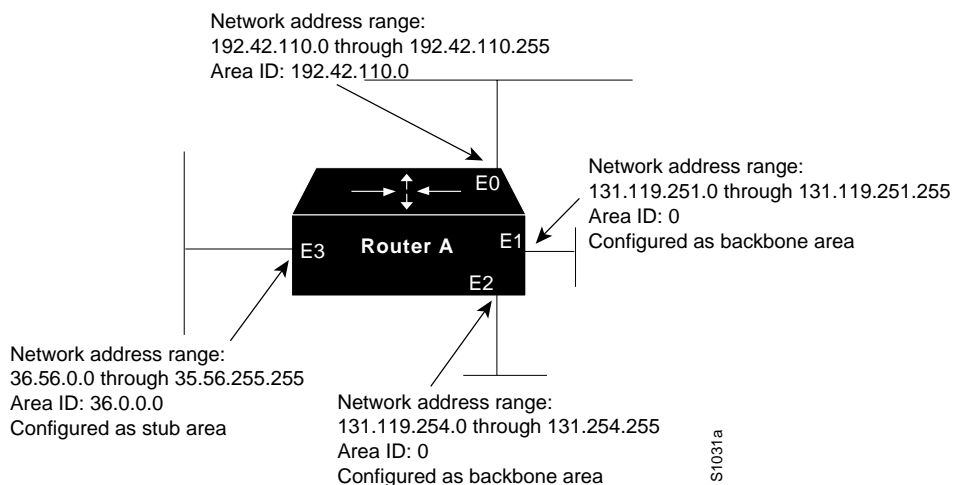 Network address range:
192.42.110.0 through 192.42.110.255
Area ID: 192.42.110.0
E0
Network address range:
131.119.251.0 through 131.119.251.255
Area ID: 0
Configured as backbone area
E3
Router A
E1
E2
Network address range:
36.56.0.0 through 35.56.255.255
Area ID: 36.0.0.0
Configured as stub area
Network address range:
131.119.254.0 through 131.254.255
Area ID: 0
Configured as backbone area
S1031a